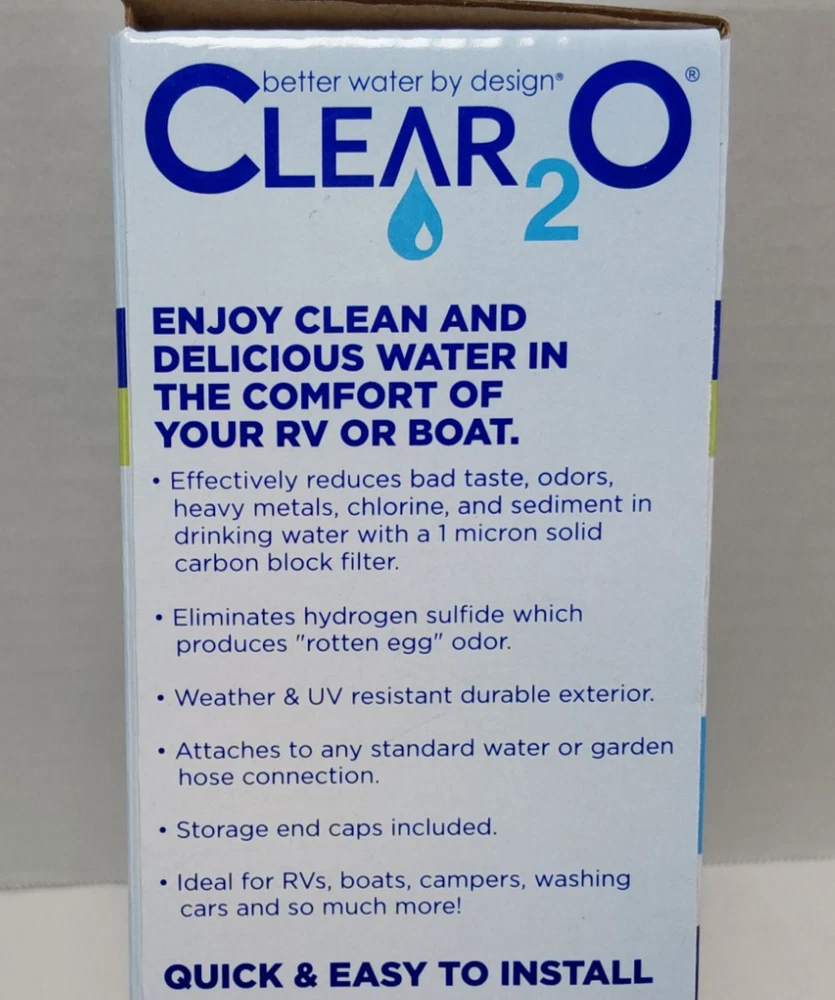 better water by design®
CLEAR2O®
ENJOY CLEAN AND
DELICIOUS WATER IN
THE COMFORT OF
YOUR RV OR BOAT.
• Effectively reduces bad taste, odors,
heavy metals, chlorine, and sediment in
drinking water with a 1 micron solid
carbon block filter.
• Eliminates hydrogen sulfide which
produces "rotten egg" odor.
• Weather & UV resistant durable exterior.
• Attaches to any standard water or garden
hose connection.
• Storage end caps included.
• Ideal for RVs, boats, campers, washing
cars and so much more!
QUICK & EASY TO INSTALL